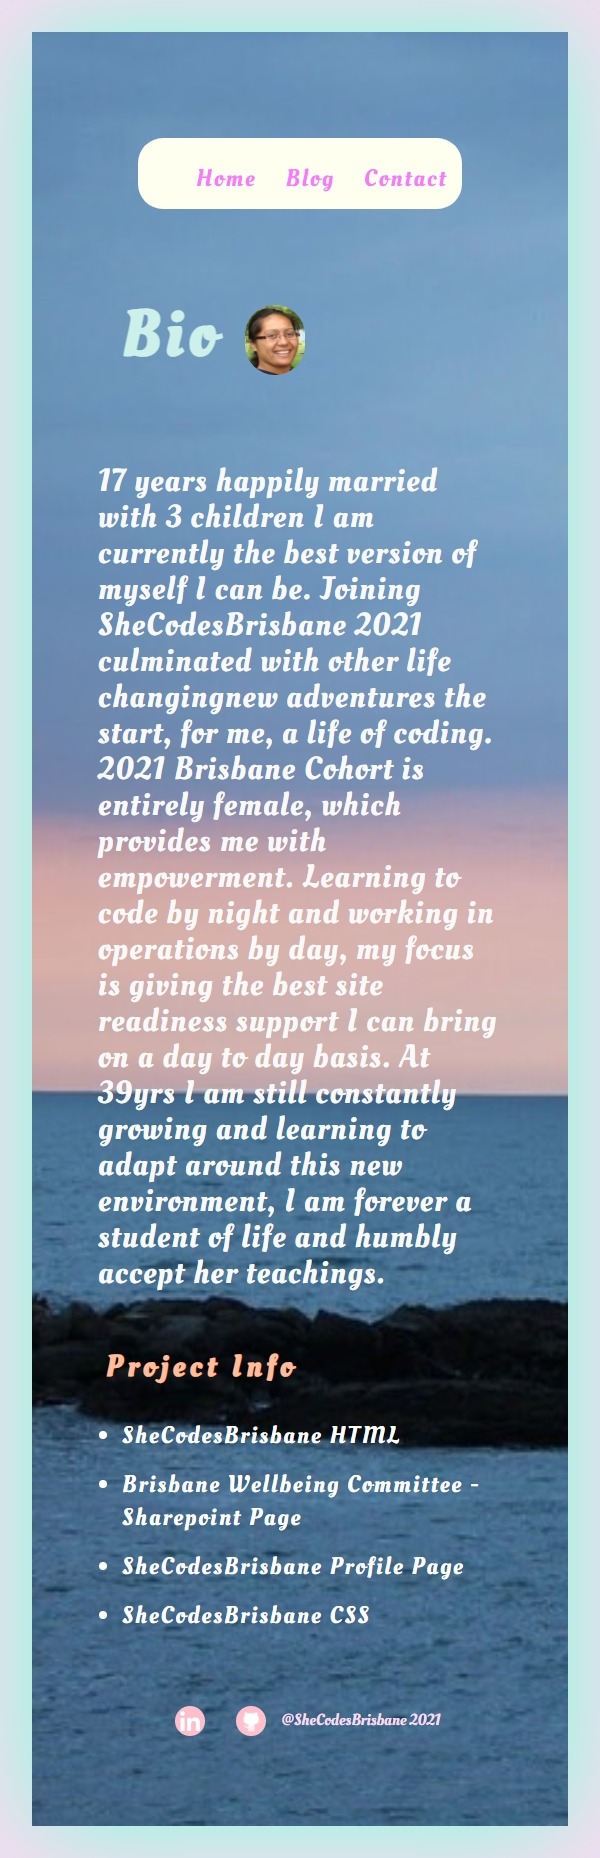 Home Blog Contact
Bio
17 years happily married
with 3 children I am
currently the best version of
myself I can be. Joining
SheCodesBrisbane 2021
culminated with other life
changingnew adventures the
start, for me, a life of coding.
2021 Brisbane Cohort is
entirely female, which
provides me with
empowerment. Learning to
code by night and working in
operations by day, my focus
is giving the best site
readiness support I can bring
on a day to day basis. At
39yrs I am still constantly
growing and learning to
adapt around this new
environment, I am forever a
student of life and humbly
accept her teachings.
Project Info
• SheCodesBrisbane HTML
• Brisbane Wellbeing Committee -
Sharepoint Page
• SheCodesBrisbane Profile Page
• SheCodesBrisbane CSS
in @SheCodesBrisbane 2021